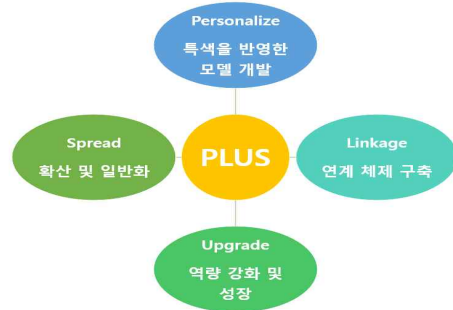 Personalize
특색을 반영한
모델 개발
Spread
확산 및 일반화
PLUS
Linkage
연계 체제 구축
Upgrade
역량 강화 및
성장